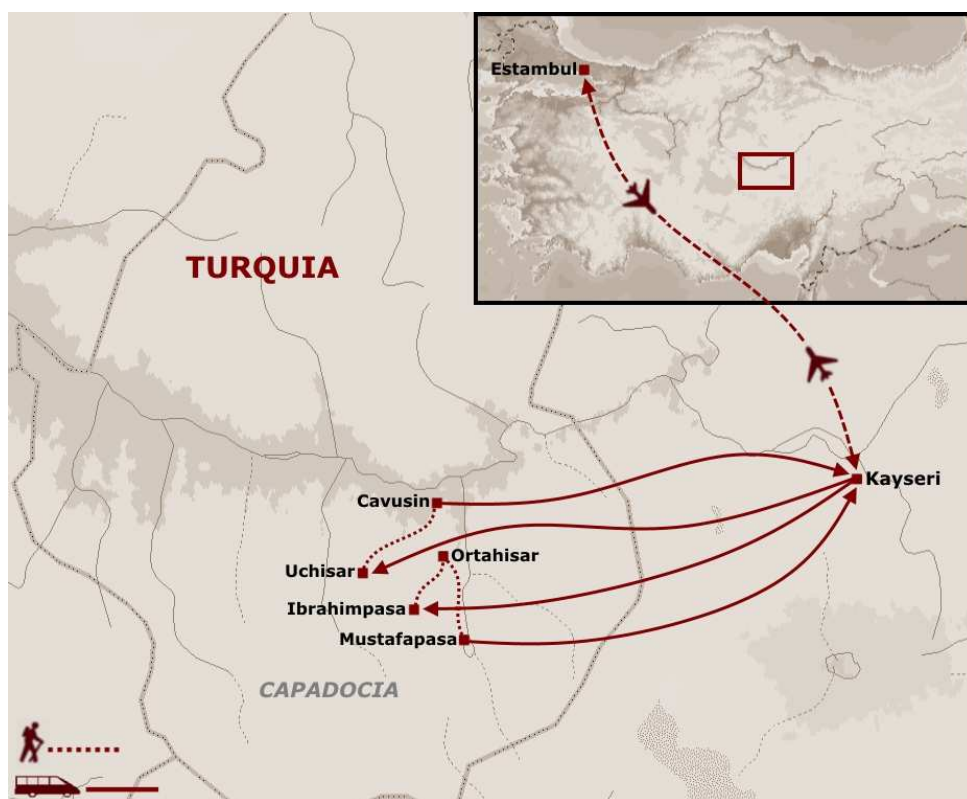 Estambul
TURQUIA
Kayseri
Cavusin
Ortahisar
Uchisar
Ibrahimpasa
Mustafapasa
CAPADOCIA